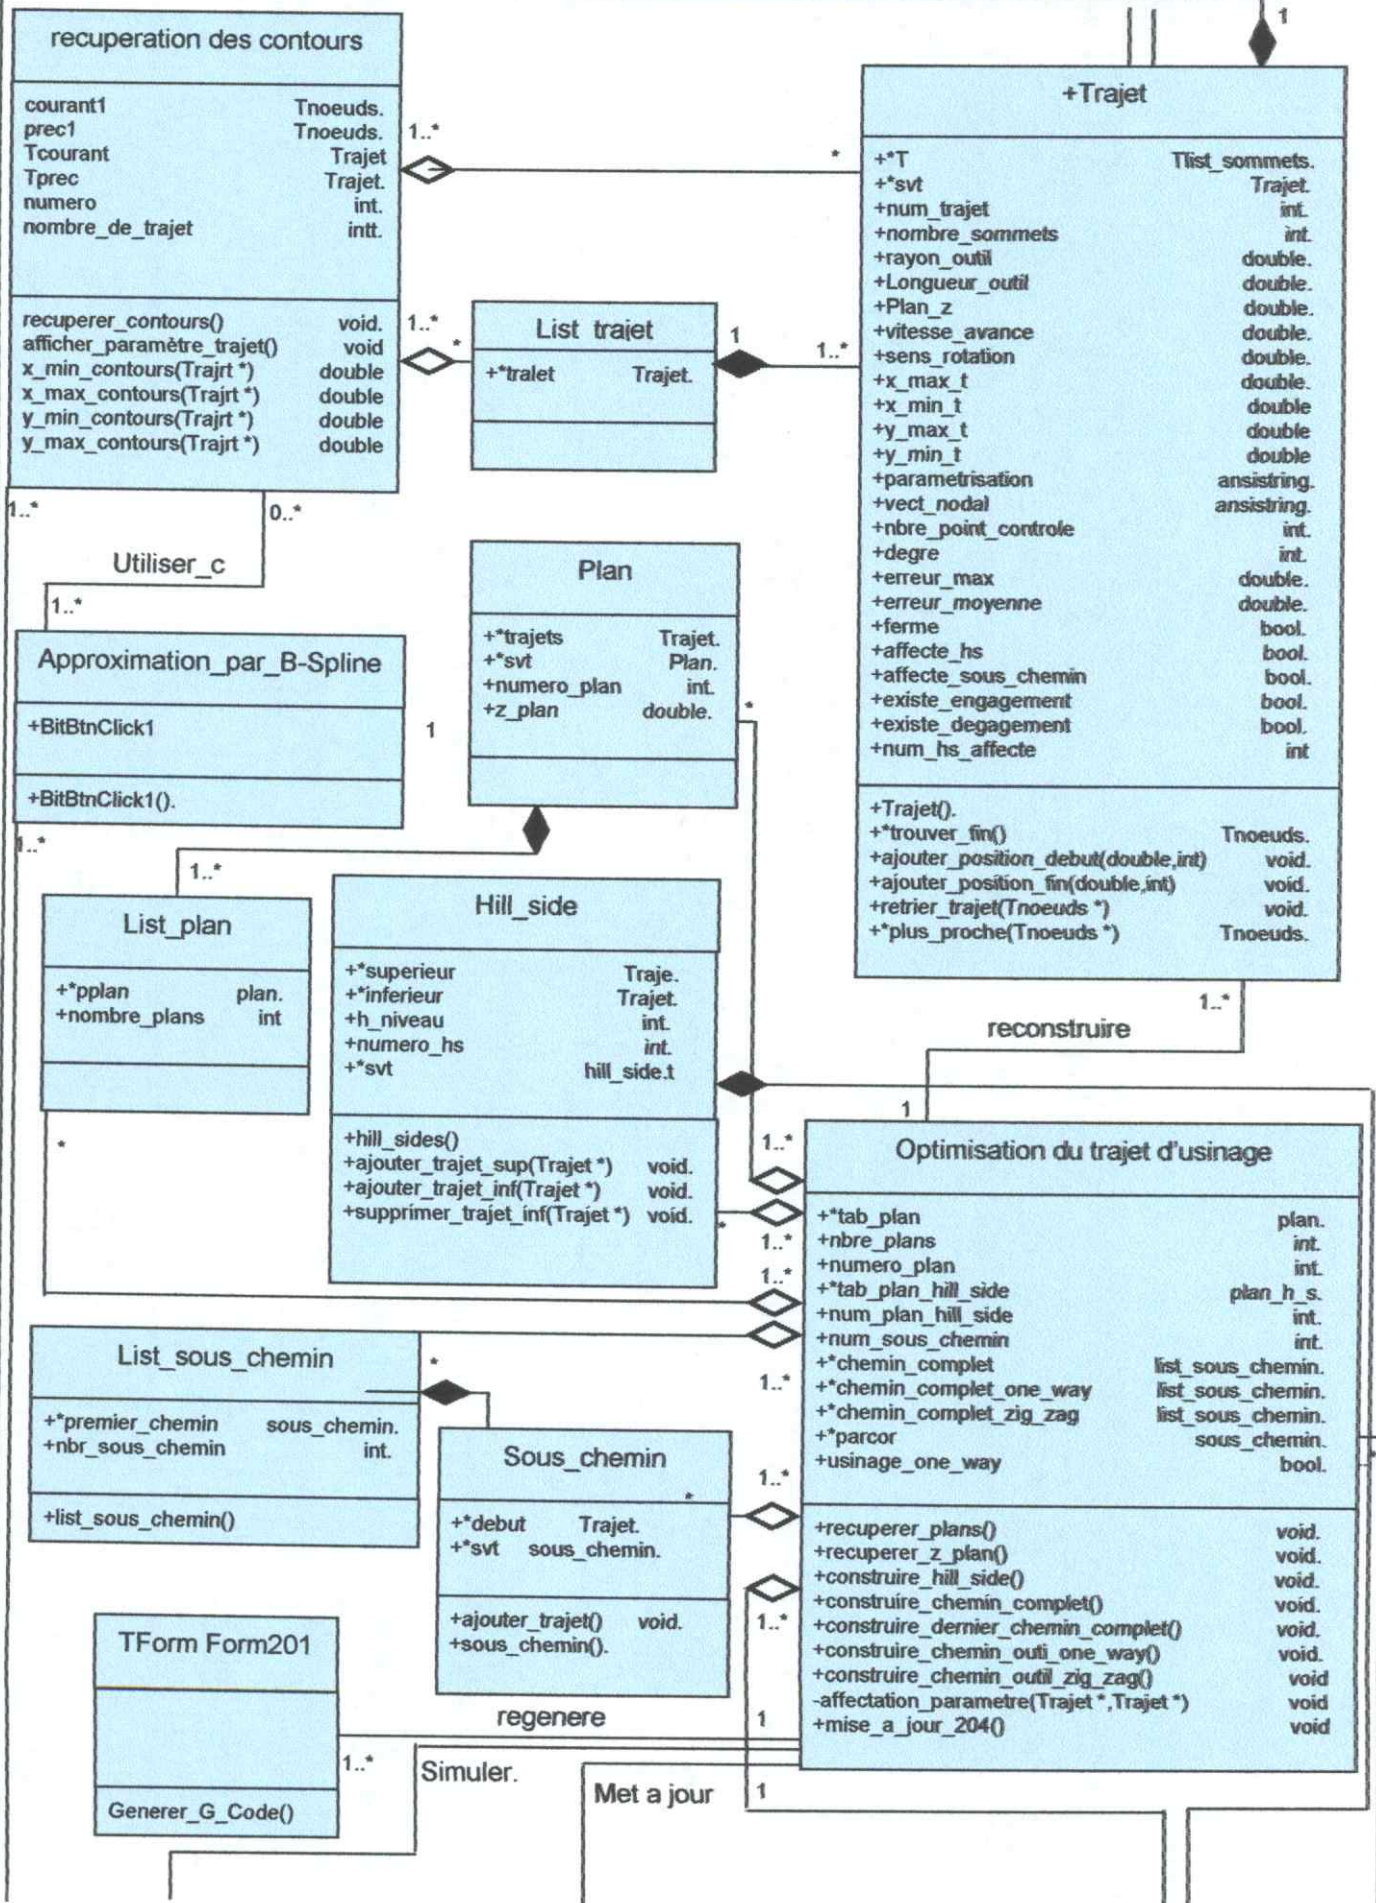 recuperation des contours
courant1 Tnoeuds.
prec1 Tnoeuds.
Tcourant Trajet
Tprec Trajet.
numero int.
nombre_de_trajet intt.
recuperer_contours() void.
afficher_paramètre_trajet() void
x_min_contours(Trajrt *) double
x_max_contours(Trajrt *) double
y_min_contours(Trajrt *) double
y_max_contours(Trajrt *) double
1..*
*
1..*
*
List trajet
+*tralet Trajet.
1
1..*
1
+Trajet
+*T Tlist_sommets.
+*svt Trajet.
+num_trajet int.
+nombre_sommets int.
+rayon_outil double.
+Longueur_outil double.
+Plan_z double.
+vitesse_avance double.
+sens_rotation double.
+x_max_t double.
+x_min_t double
+y_max_t double
+y_min_t double
+parametrisation ansistring.
+vect_nodal ansistring.
+nbre_point_controle int.
+degre int.
+erreur_max double.
+erreur_moyenne double.
+ferme bool.
+affecte_hs bool.
+affecte_sous_chemin bool.
+existe_engagement bool.
+existe_degagement bool.
+num_hs_affecte int
+Trajet().
+*trouver_fin() Tnoeuds.
+ajouter_position_debut(double,int) void.
+ajouter_position_fin(double,int) void.
+retrier_trajet(Tnoeuds *) void.
+*plus_proche(Tnoeuds *) Tnoeuds.
1..*
0..*
Utiliser_c
1..*
Approximation_par_B-Spline
+BitBtnClick1
+BitBtnClick1().
1..*
1
Plan
+*trajets Trajet.
+*svt Plan.
+numero_plan int.
+z_plan double.
*
1..*
List_plan
+*pplan plan.
+nombre_plans int
*
Hill_side
+*superieur Traje.
+*inferieur Trajet.
+h_niveau int.
+numero_hs int.
+*svt hill_side.t
+hill_sides()
+ajouter_trajet_sup(Trajet *) void.
+ajouter_trajet_inf(Trajet *) void.
+supprimer_trajet_inf(Trajet *) void.
*
1..*
reconstruire
1
1..*
1..*
1..*
1..*
Optimisation du trajet d'usinage
+*tab_plan plan.
+nbre_plans int.
+numero_plan int.
+*tab_plan_hill_side plan_h_s.
+num_plan_hill_side int.
+num_sous_chemin int.
+*chemin_complet list_sous_chemin.
+*chemin_complet_one_way list_sous_chemin.
+*chemin_complet_zig_zag list_sous_chemin.
+*parcor sous_chemin.
+usinage_one_way bool.
*
+recuperer_plans() void.
+recuperer_z_plan() void.
+construire_hill_side() void.
+construire_chemin_complet() void.
+construire_dernier_chemin_complet() void.
+construire_chemin_outi_one_way() void.
+construire_chemin_outil_zig_zag() void
-affectation_parametre(Trajet *,Trajet *) void
+mise_a_jour_204() void
List_sous_chemin
+*premier_chemin sous_chemin.
+nbr_sous_chemin int.
+list_sous_chemin()
*
Sous_chemin
*
+*debut Trajet.
+*svt sous_chemin.
+ajouter_trajet() void.
+sous_chemin().
1..*
1..*
TForm Form201
Generer_G_Code()
regenere
1
1..*
Simuler.
Met a jour
1